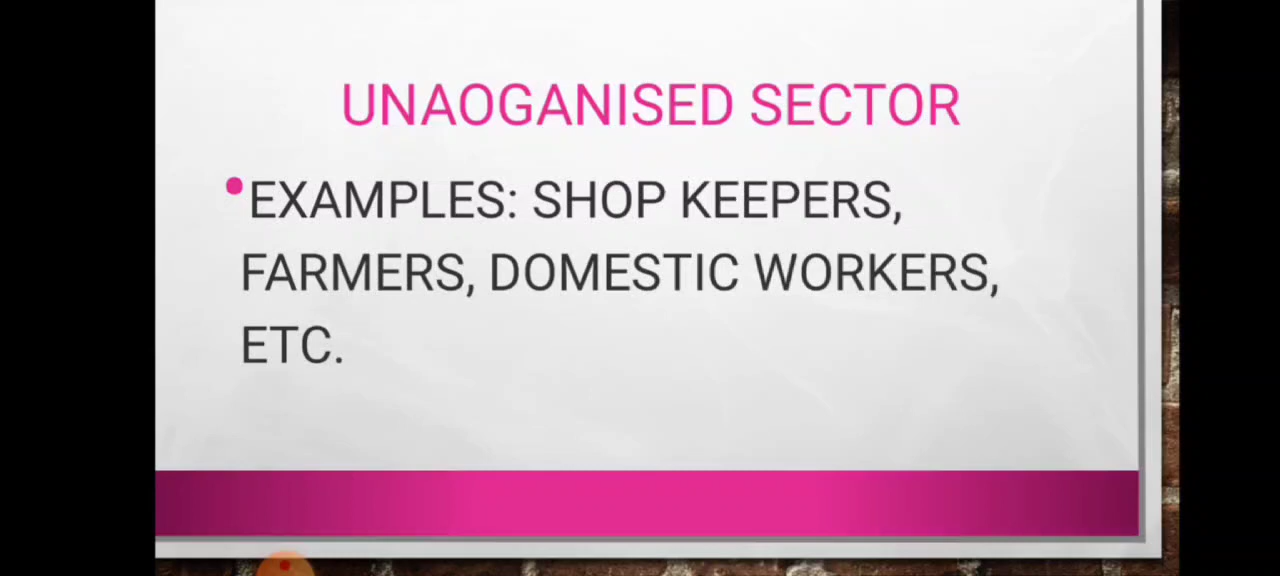 UNAOGANISED SECTOR
•EXAMPLES: SHOP KEEPERS,
FARMERS, DOMESTIC WORKERS,
ETC.